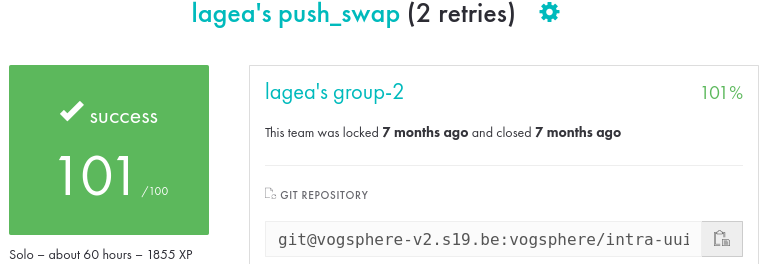 lagea's push_swap (2 retries)
success
101 /100
Solo – about 60 hours – 1855 XP
lagea's group-2
101%
This team was locked 7 months ago and closed 7 months ago
GIT REPOSITORY
git@vogsphere-v2.s19.be:vogsphere/intra-uui